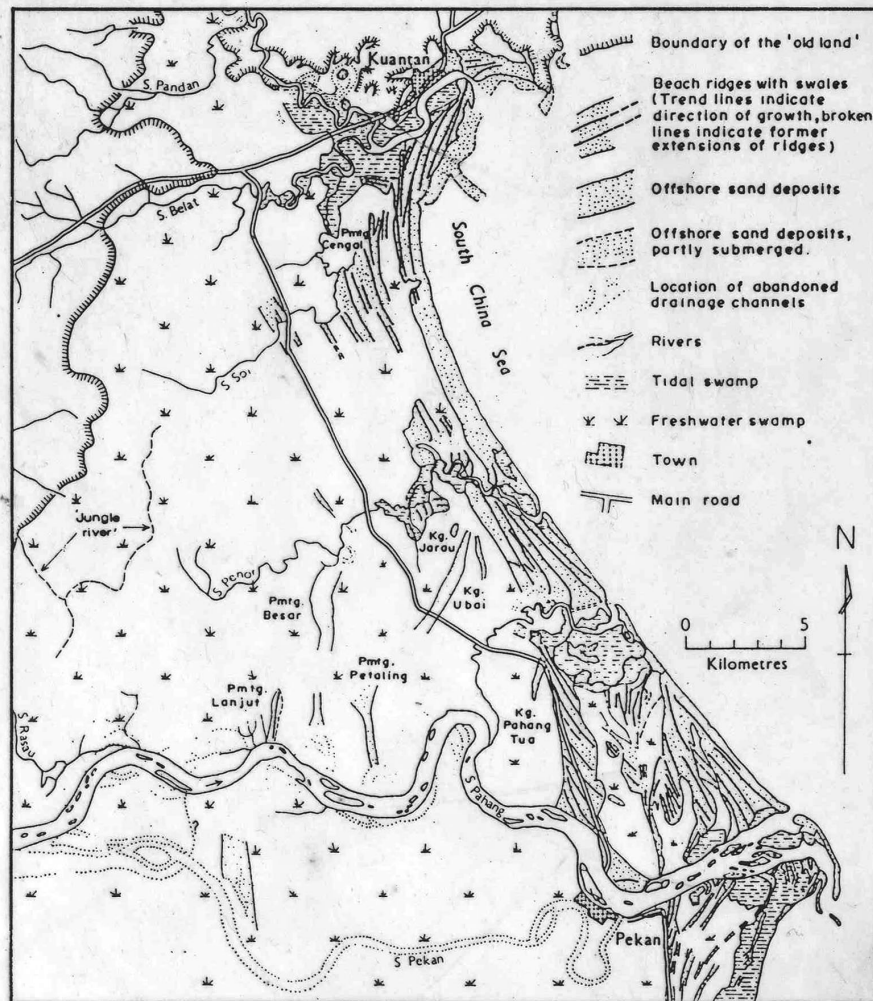 Kuantan
S. Pandan
S. Belat
Pmtg.
Cengal
South China Sea
S. Soi
'Jungle
river'
S. Penor
Kg.
Jarau
Kg.
Ubai
Pmtg.
Besar
Pmtg.
Petaling
Pmtg.
Lanjut
Kg.
Pahang
Tua
S. Rasau
S. Pahang
S Pekan
Pekan
Boundary of the 'old land'
Beach ridges with swales
(Trend lines indicate
direction of growth, broken
lines indicate former
extensions of ridges)
Offshore sand deposits
Offshore sand deposits,
partly submerged.
Location of abandoned
drainage channels
Rivers
Tidal swamp
Freshwater swamp
Town
Main road
N
0 5
Kilometres